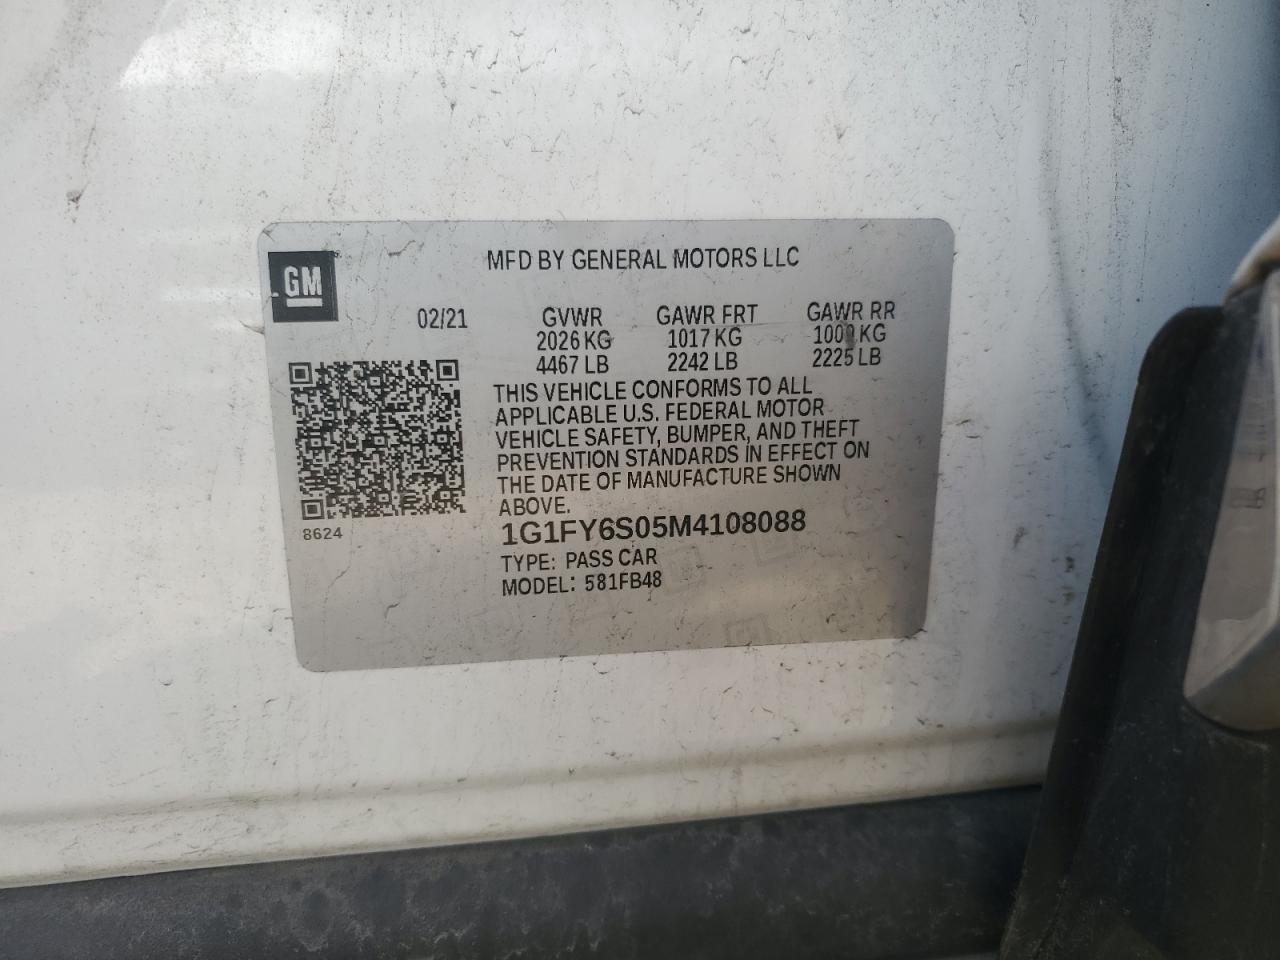 MFD BY GENERAL MOTORS LLC
GM
02/21 GVWR GAWR FRT GAWR RR
2026 KG 1017 KG 1009 KG
4467 LB 2242 LB 2225 LB
THIS VEHICLE CONFORMS TO ALL
APPLICABLE U.S. FEDERAL MOTOR
VEHICLE SAFETY, BUMPER, AND THEFT
PREVENTION STANDARDS IN EFFECT ON
THE DATE OF MANUFACTURE SHOWN
ABOVE.
8624
1G1FY6S05M4108088
TYPE: PASS CAR
MODEL: 581FB48